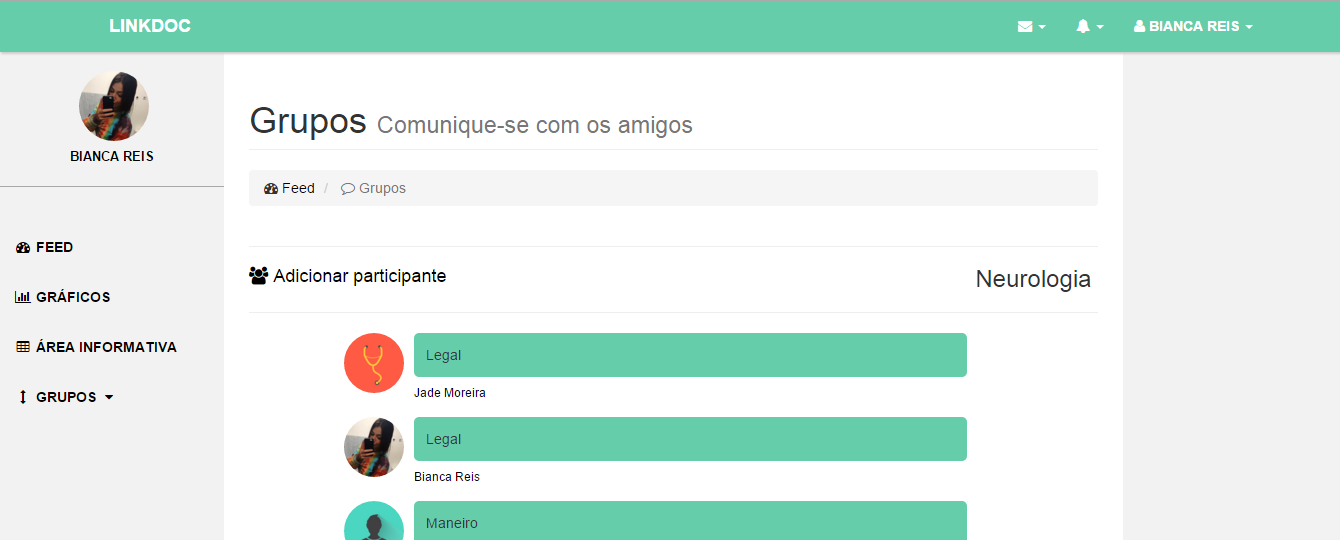 LINKDOC
BIANCA REIS
BIANCA REIS
FEED
GRÁFICOS
ÁREA INFORMATIVA
GRUPOS
Grupos Comunique-se com os amigos
Feed / Grupos
Adicionar participante
Neurologia
Legal
Jade Moreira
Legal
Bianca Reis
Maneiro